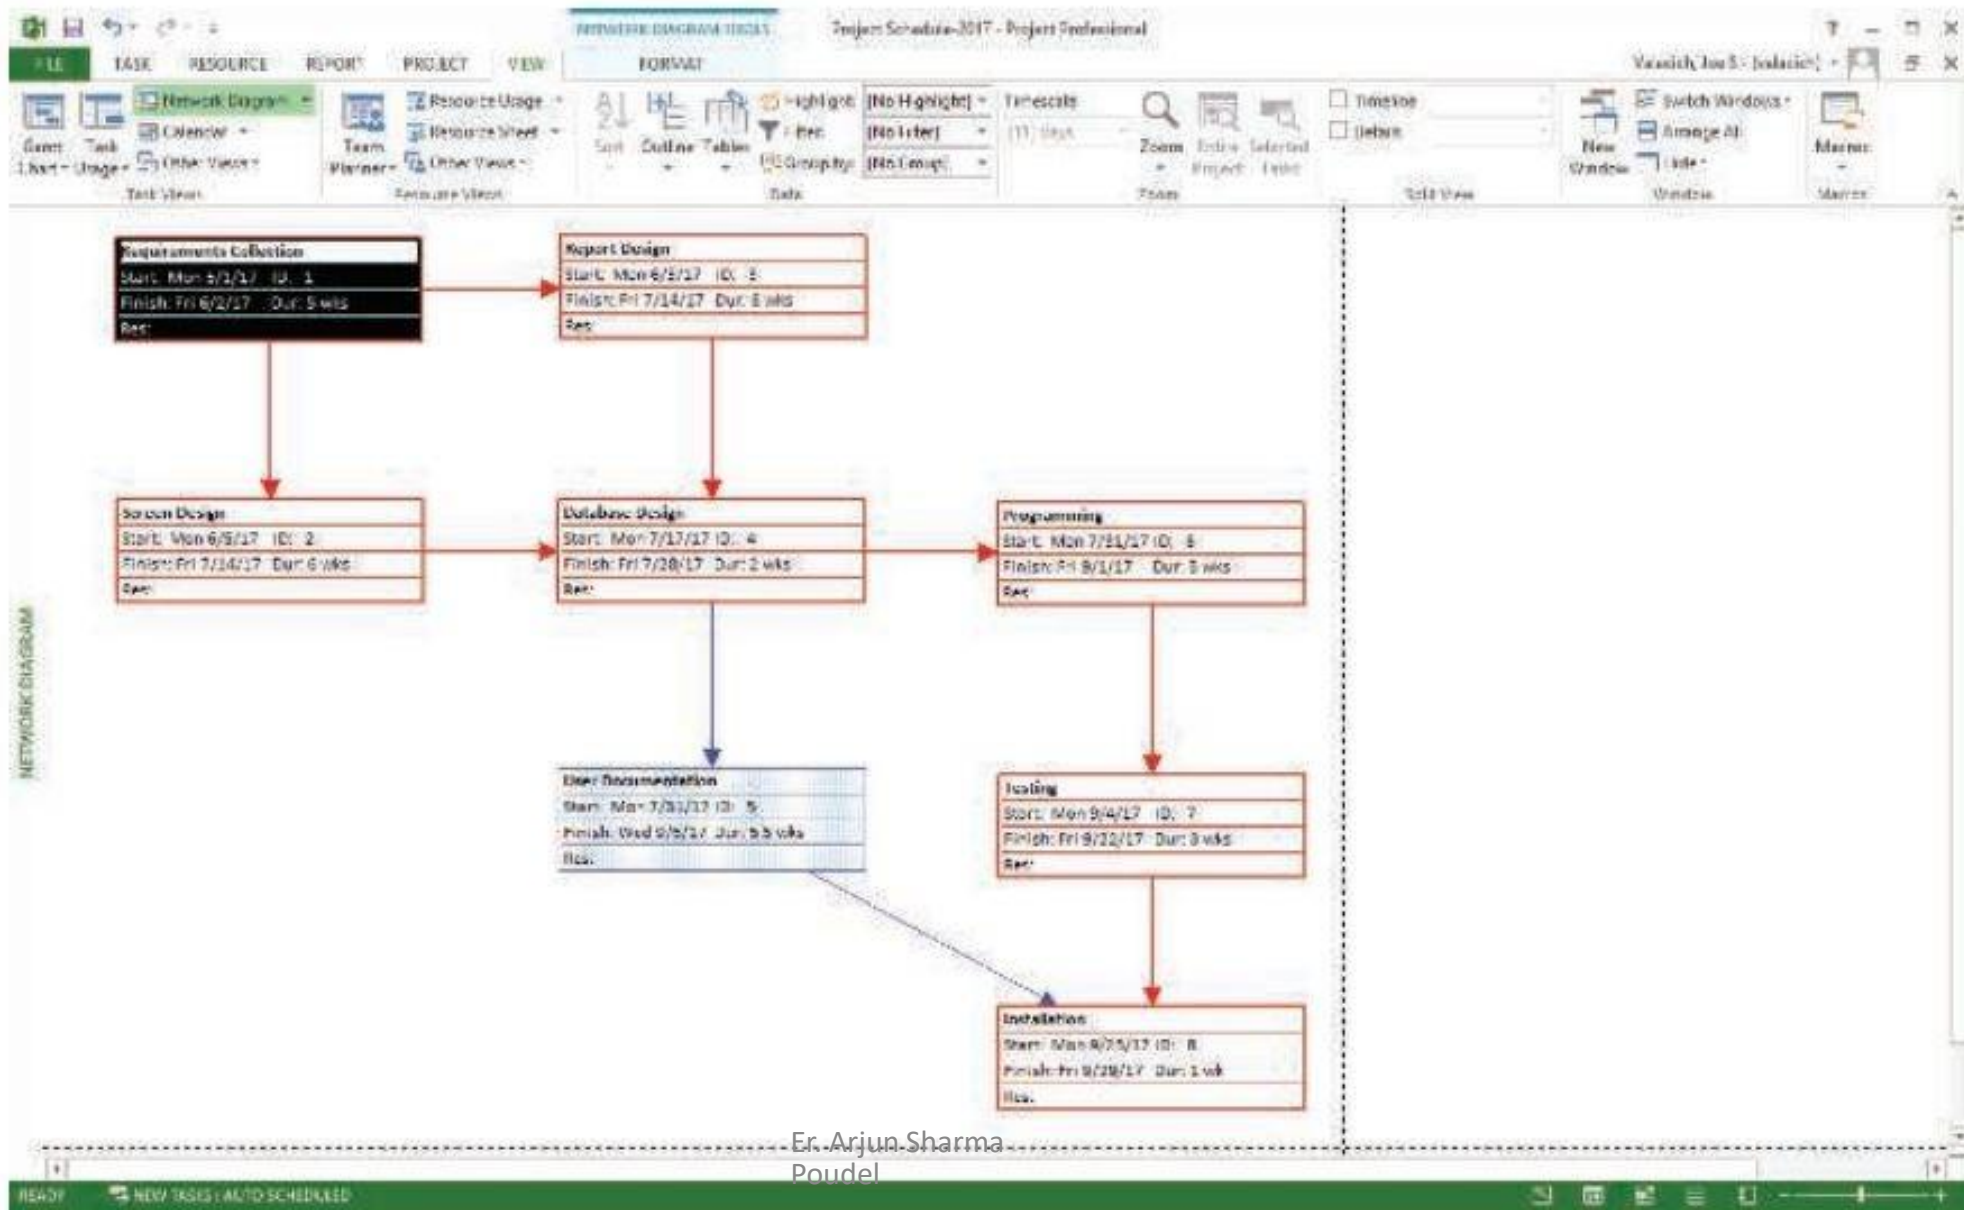 NETWORK DIAGRAM TOOLS
Project Schedule-2017 - Project Professional
FILE TASK RESOURCE REPORT PROJECT VIEW FORMAT
Network Diagram
Calendar
Other Views
Gantt Chart
Task Usage
Team Planner
Resource Usage
Resource Sheet
Other Views
Sort Outline Tables
Highlight: [No Highlight]
Filter: [No Filter]
Group by: [No Group]
Timescale:
Zoom
Entire Project
Selected Tasks
Timeline
Details
New Window
Switch Windows
Arrange All
Hide
Macros
Task Views Resource Views Data Zoom Split View Window Macros
Requirements Collection
Start: Mon 5/1/17 ID: 1
Finish: Fri 6/2/17 Dur: 5 wks
Res:
Report Design
Start: Mon 6/5/17 ID: 3
Finish: Fri 7/14/17 Dur: 6 wks
Res:
Screen Design
Start: Mon 6/5/17 ID: 2
Finish: Fri 7/14/17 Dur: 6 wks
Res:
Database Design
Start: Mon 7/17/17 ID: 4
Finish: Fri 7/28/17 Dur: 2 wks
Res:
Programming
Start: Mon 7/31/17 ID: 6
Finish: Fri 9/1/17 Dur: 5 wks
Res:
User Documentation
Start: Mon 7/31/17 ID: 5
Finish: Wed 9/6/17 Dur: 5.5 wks
Res:
Testing
Start: Mon 9/4/17 ID: 7
Finish: Fri 9/22/17 Dur: 3 wks
Res:
Installation
Start: Mon 9/25/17 ID: 8
Finish: Fri 9/29/17 Dur: 1 wk
Res:
NETWORK DIAGRAM
Er. Arjun Sharma
Poudel
READY NEW TASKS : AUTO SCHEDULED